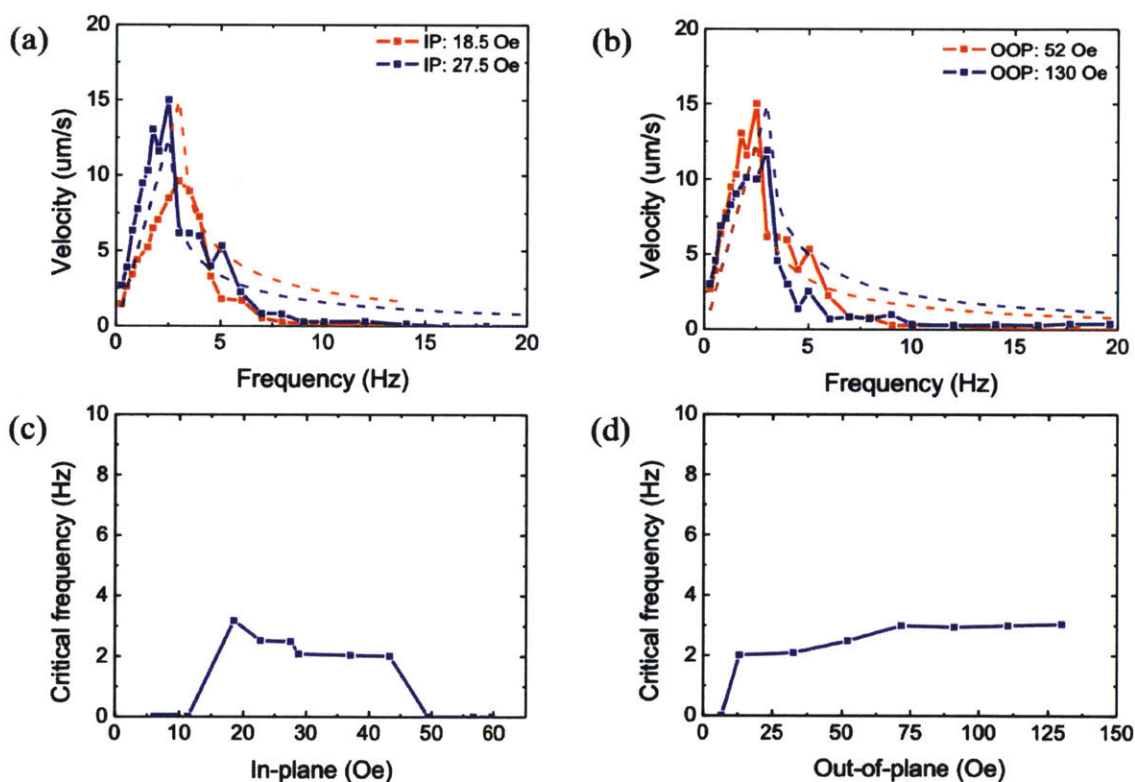 (a)
20
15
10
5
0
Velocity (um/s)
IP: 18.5 Oe
IP: 27.5 Oe
0 5 10 15 20
Frequency (Hz)
(b)
20
15
10
5
0
Velocity (um/s)
OOP: 52 Oe
OOP: 130 Oe
0 5 10 15 20
Frequency (Hz)
(c)
10
8
6
4
2
0
Critical frequency (Hz)
0 10 20 30 40 50 60
In-plane (Oe)
(d)
10
8
6
4
2
0
Critical frequency (Hz)
0 25 50 75 100 125 150
Out-of-plane (Oe)